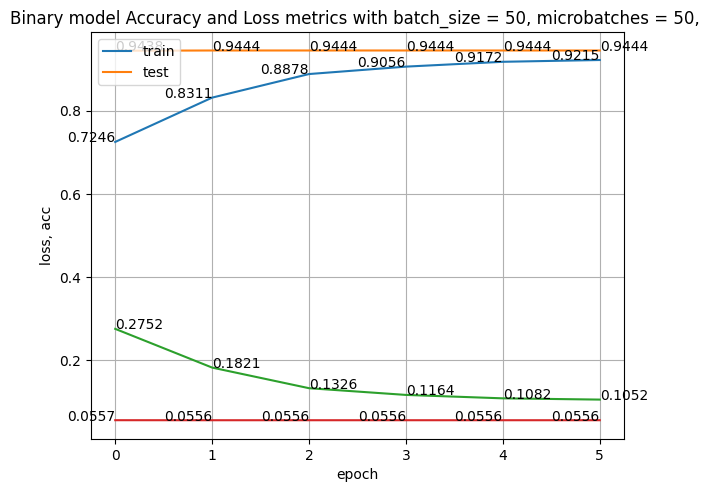 Binary model Accuracy and Loss metrics with batch_size = 50, microbatches = 50,
train
test
0.9438 0.9444 0.9444 0.9444 0.9444 0.9444
0.7246 0.8311 0.8878 0.9056 0.9172 0.9215
0.2752 0.1821 0.1326 0.1164 0.1082 0.1052
0.0557 0.0556 0.0556 0.0556 0.0556 0.0556
0.8
0.6
0.4
0.2
loss, acc
0 1 2 3 4 5
epoch